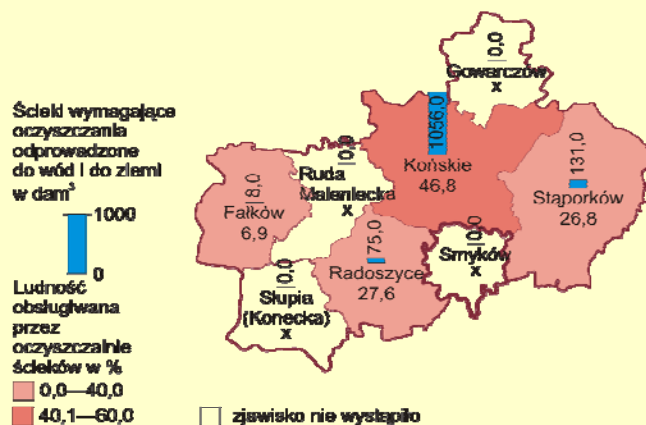 0,0
Gowarczów
x
Ścieki wymagające
oczyszczania
odprowadzone
do wód i do ziemi
w dam³
1000
0
1056,0
Końskie
46,8
131,0
Stąporków
26,8
0,0
Ruda
Maleniecka
x
8,0
Fałków
6,9
75,0
Radoszyce
27,6
0,0
Smyków
x
0,0
Słupia
(Konecka)
x
Ludność
obsługiwana
przez
oczyszczalnie
ścieków w %
0,0—40,0
40,1—60,0
zjawisko nie wystąpiło